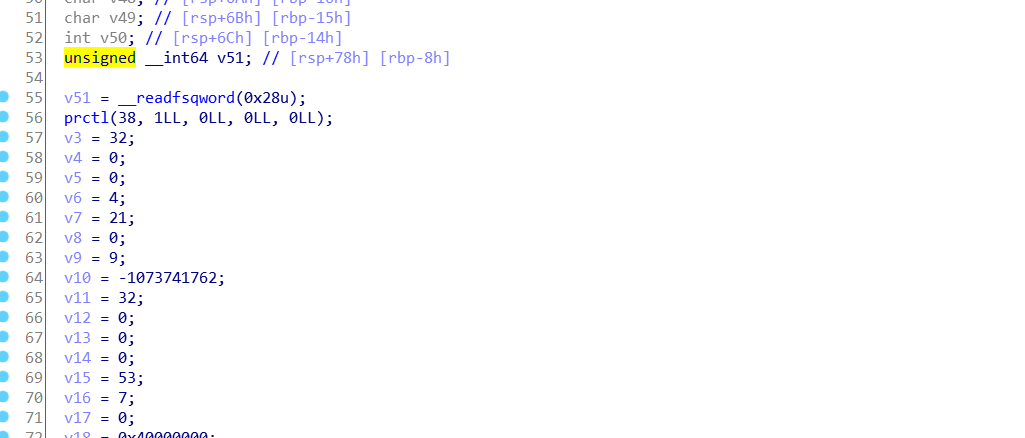 50 char v48; // [rsp+6Ah] [rbp-16h]
51 char v49; // [rsp+6Bh] [rbp-15h]
52 int v50; // [rsp+6Ch] [rbp-14h]
53 unsigned __int64 v51; // [rsp+78h] [rbp-8h]
54
55 v51 = __readfsqword(0x28u);
56 prctl(38, 1LL, 0LL, 0LL, 0LL);
57 v3 = 32;
58 v4 = 0;
59 v5 = 0;
60 v6 = 4;
61 v7 = 21;
62 v8 = 0;
63 v9 = 9;
64 v10 = -1073741762;
65 v11 = 32;
66 v12 = 0;
67 v13 = 0;
68 v14 = 0;
69 v15 = 53;
70 v16 = 7;
71 v17 = 0;
72 v18 = 0x40000000;